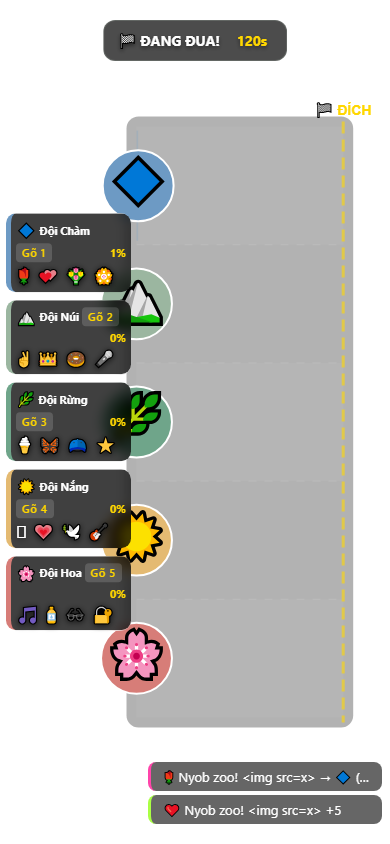 🏁 ĐANG ĐUA! 120s
🏁 ĐÍCH
Đội Chàm
Gõ 1 1%
Đội Núi Gõ 2
0%
Đội Rừng
Gõ 3 0%
Đội Nắng
Gõ 4 0%
Đội Hoa Gõ 5
0%
🌹 Nyob zoo! <img src=x> → 🔷 (...
❤️ Nyob zoo! <img src=x> +5